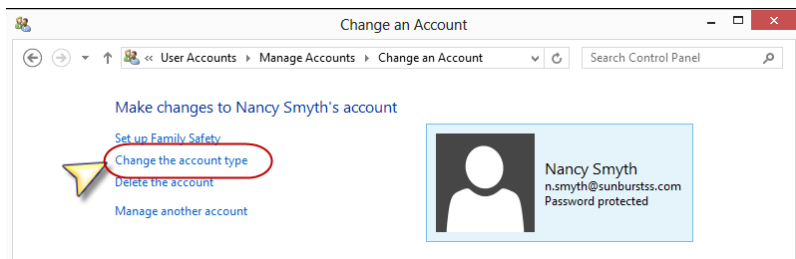 Change an Account
« User Accounts ▸ Manage Accounts ▸ Change an Account
Search Control Panel
Make changes to Nancy Smyth's account
Set up Family Safety
Change the account type
Delete the account
Manage another account
Nancy Smyth
n.smyth@sunburstss.com
Password protected